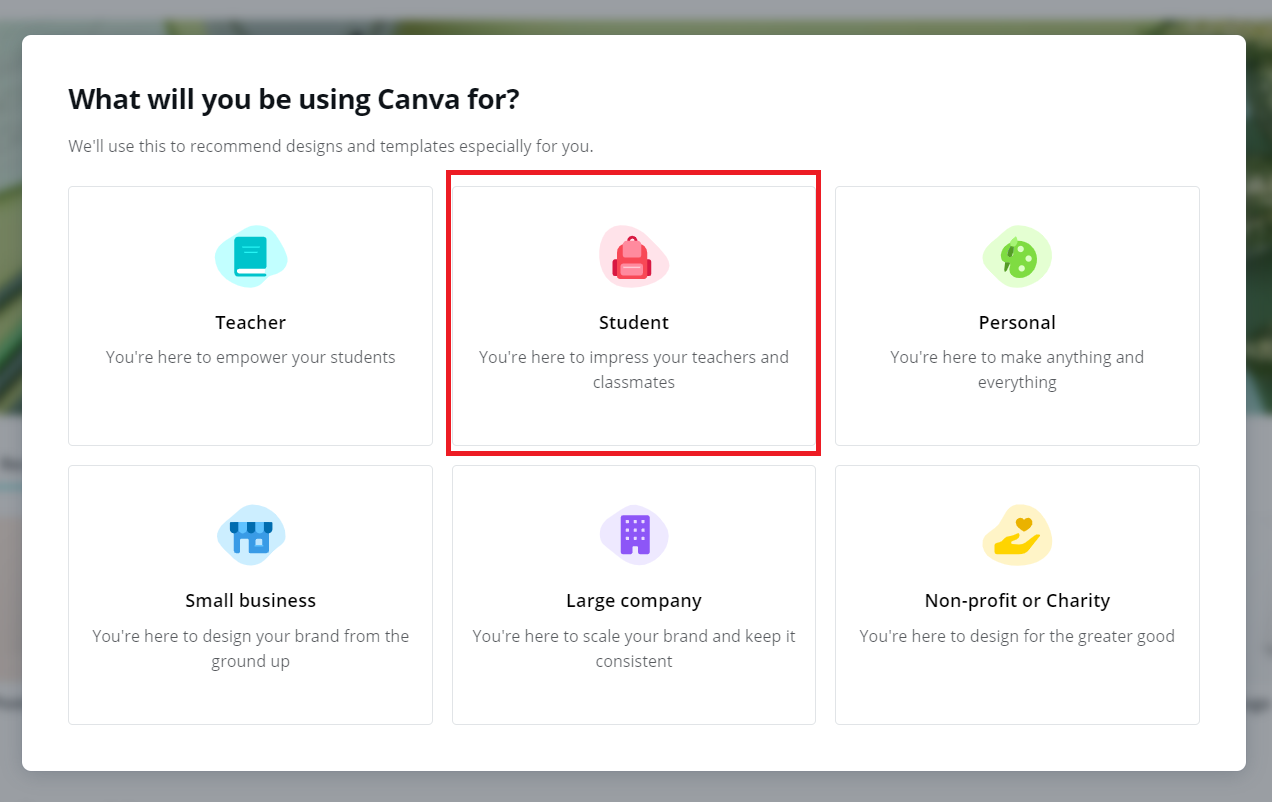 What will you be using Canva for?
We'll use this to recommend designs and templates especially for you.
Teacher
You're here to empower your students
Student
You're here to impress your teachers and
classmates
Personal
You're here to make anything and
everything
Small business
You're here to design your brand from the
ground up
Large company
You're here to scale your brand and keep it
consistent
Non-profit or Charity
You're here to design for the greater good